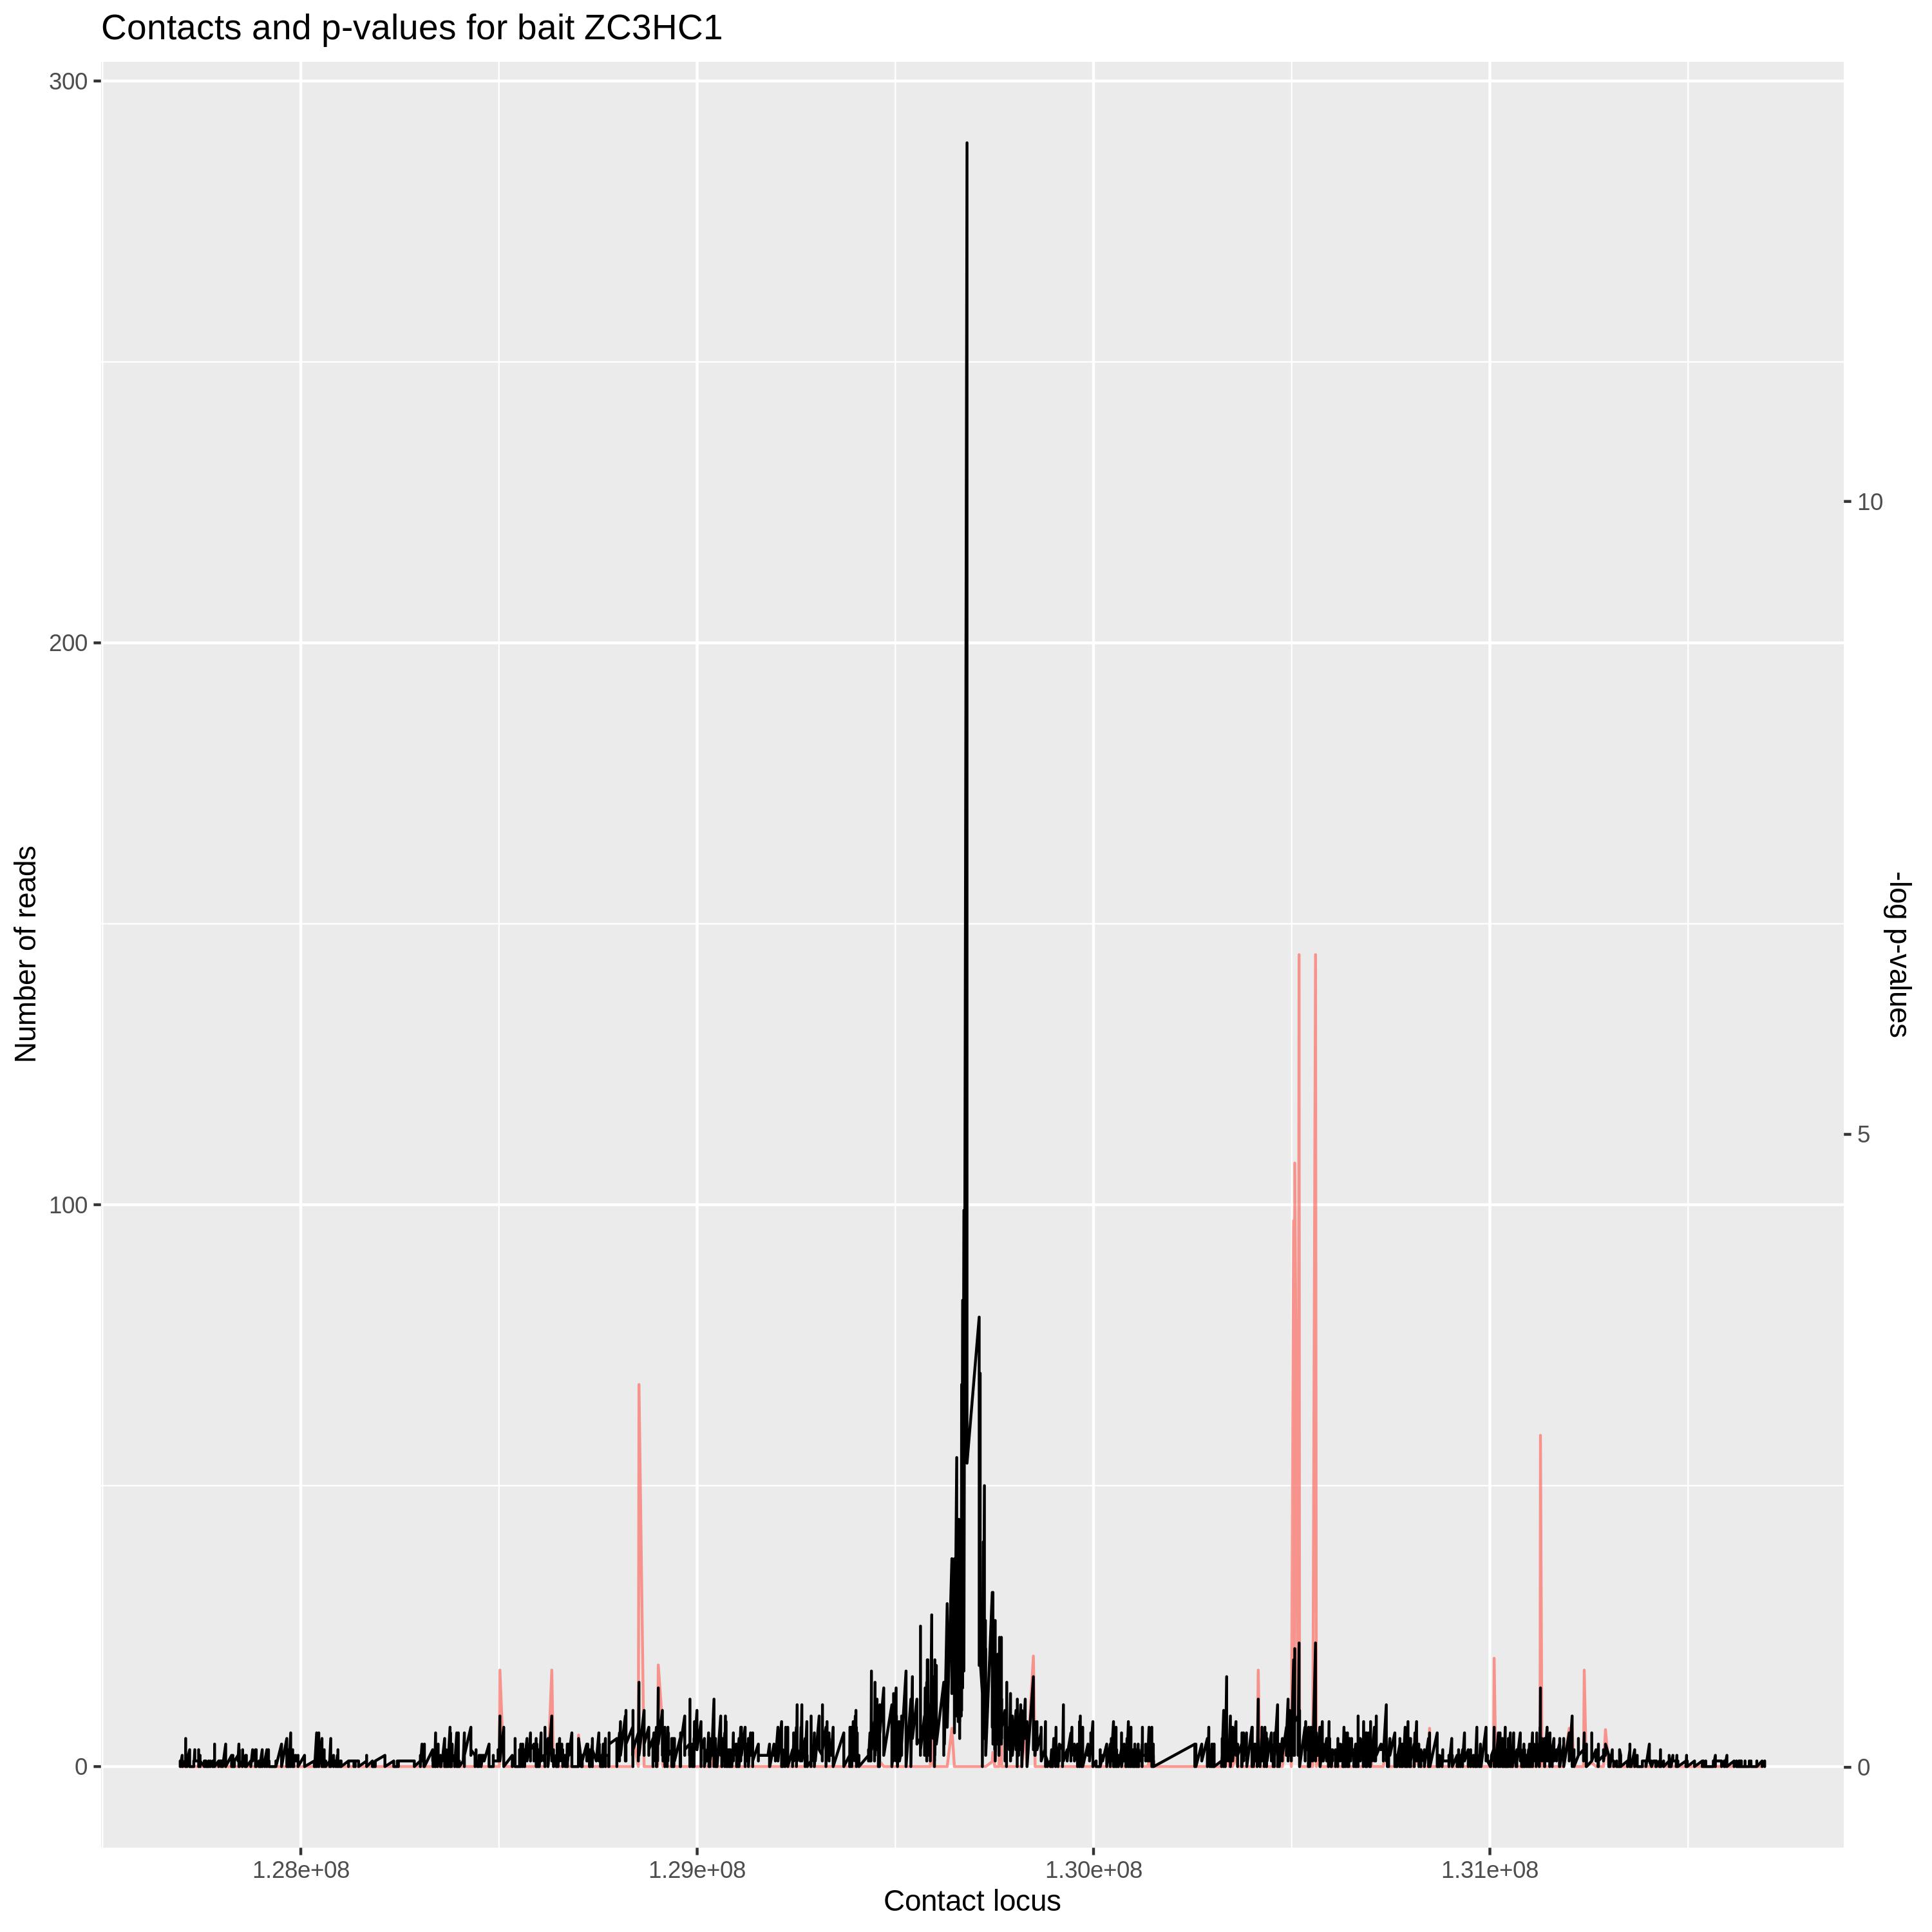 Contacts and p-values for bait ZC3HC1
300
200
100
0
Number of reads
10
5
0
-log p-values
1.28e+08
1.29e+08
1.30e+08
1.31e+08
Contact locus